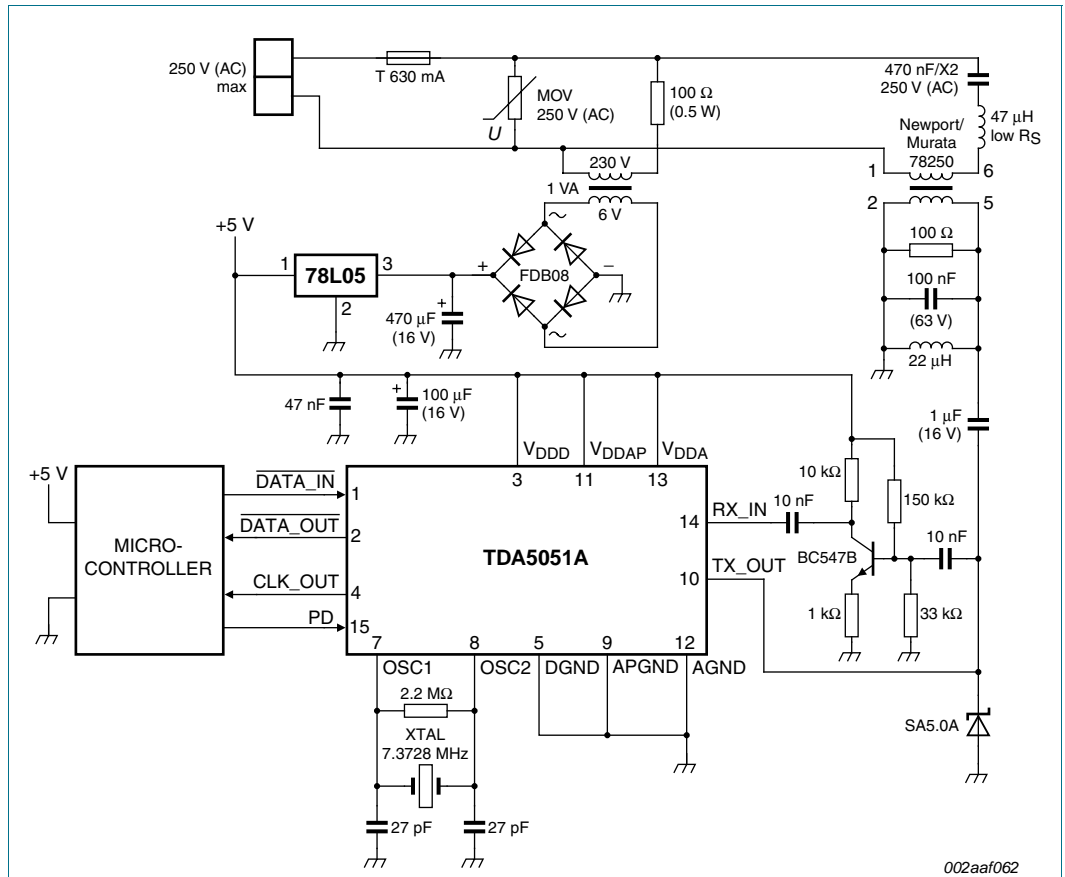 250 V (AC)
max
T 630 mA
MOV
250 V (AC)
U
100 Ω
(0.5 W)
470 nF/X2
250 V (AC)
47 μH
low RS
Newport/
Murata
78250
1
6
2
5
230 V
1 VA
6 V
+5 V
1
78L05
3
2
+
470 μF
(16 V)
+
FDB08
−
∼
∼
100 Ω
100 nF
(63 V)
22 μH
47 nF
+
100 μF
(16 V)
1 μF
(16 V)
VDDD
VDDAP
VDDA
3
11
13
+5 V
MICRO-
CONTROLLER
DATA_IN
1
DATA_OUT
2
CLK_OUT
4
PD
15
TDA5051A
14
RX_IN
10
TX_OUT
10 nF
10 kΩ
150 kΩ
10 nF
BC547B
1 kΩ
33 kΩ
7
8
5
9
12
OSC1
OSC2
DGND
APGND
AGND
2.2 MΩ
XTAL
7.3728 MHz
27 pF
27 pF
SA5.0A
002aaf062